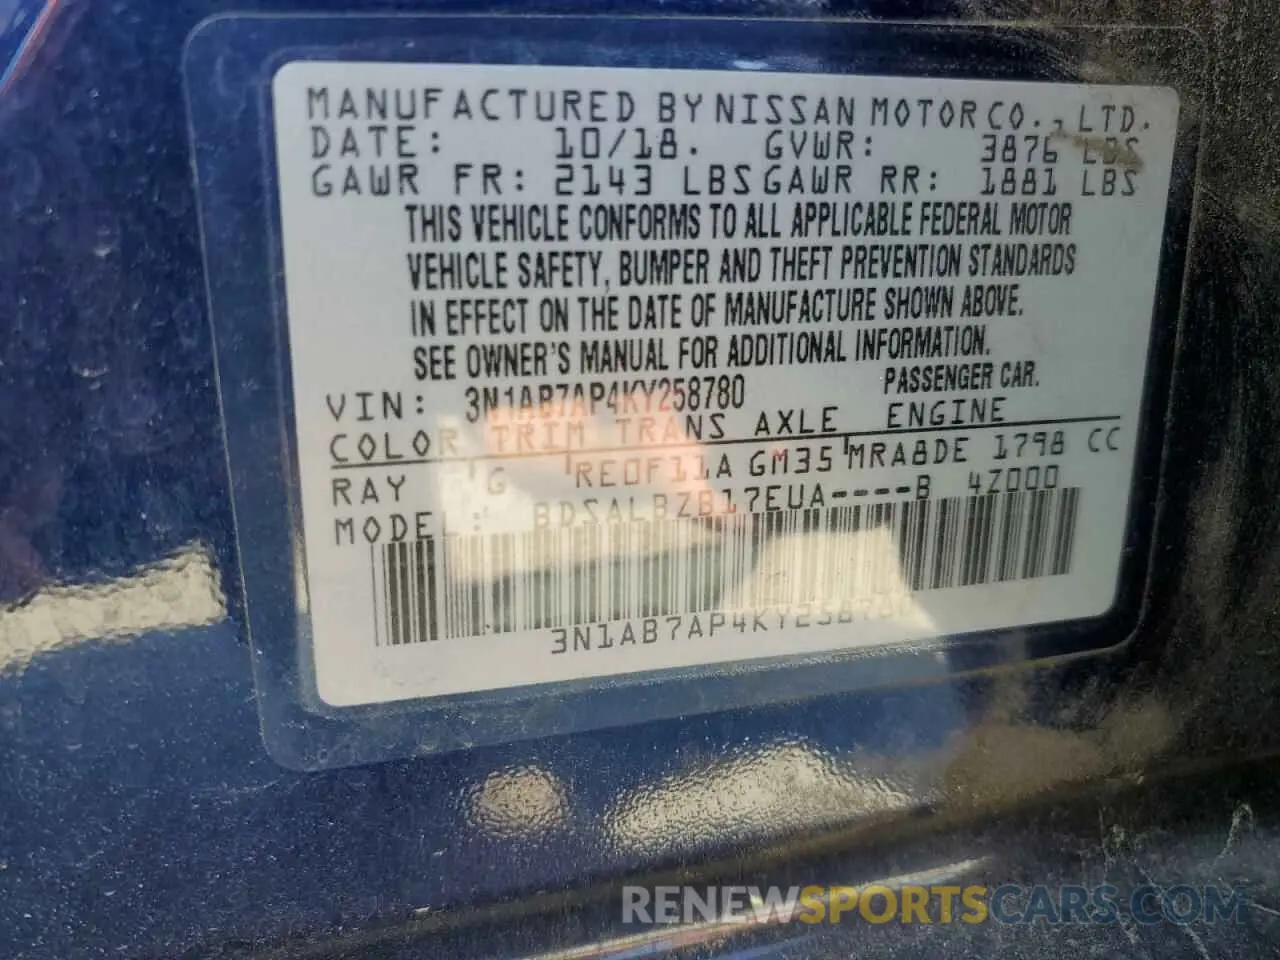 MANUFACTURED BY NISSAN MOTOR CO., LTD.
DATE: 10/18. GVWR: 3876 LBS
GAWR FR: 2143 LBS GAWR RR: 1881 LBS
THIS VEHICLE CONFORMS TO ALL APPLICABLE FEDERAL MOTOR
VEHICLE SAFETY, BUMPER AND THEFT PREVENTION STANDARDS
IN EFFECT ON THE DATE OF MANUFACTURE SHOWN ABOVE.
SEE OWNER'S MANUAL FOR ADDITIONAL INFORMATION.
VIN: 3N1AB7AP4KY258780 PASSENGER CAR.
COLOR TRIM TRANS AXLE ENGINE
RAY G RE0F11A GM35 MRA8DE 1798 CC
MODEL: BDSALBZB17EUA----B 4Z000
3N1AB7AP4KY258780
RENEWSPORTSCARS.COM